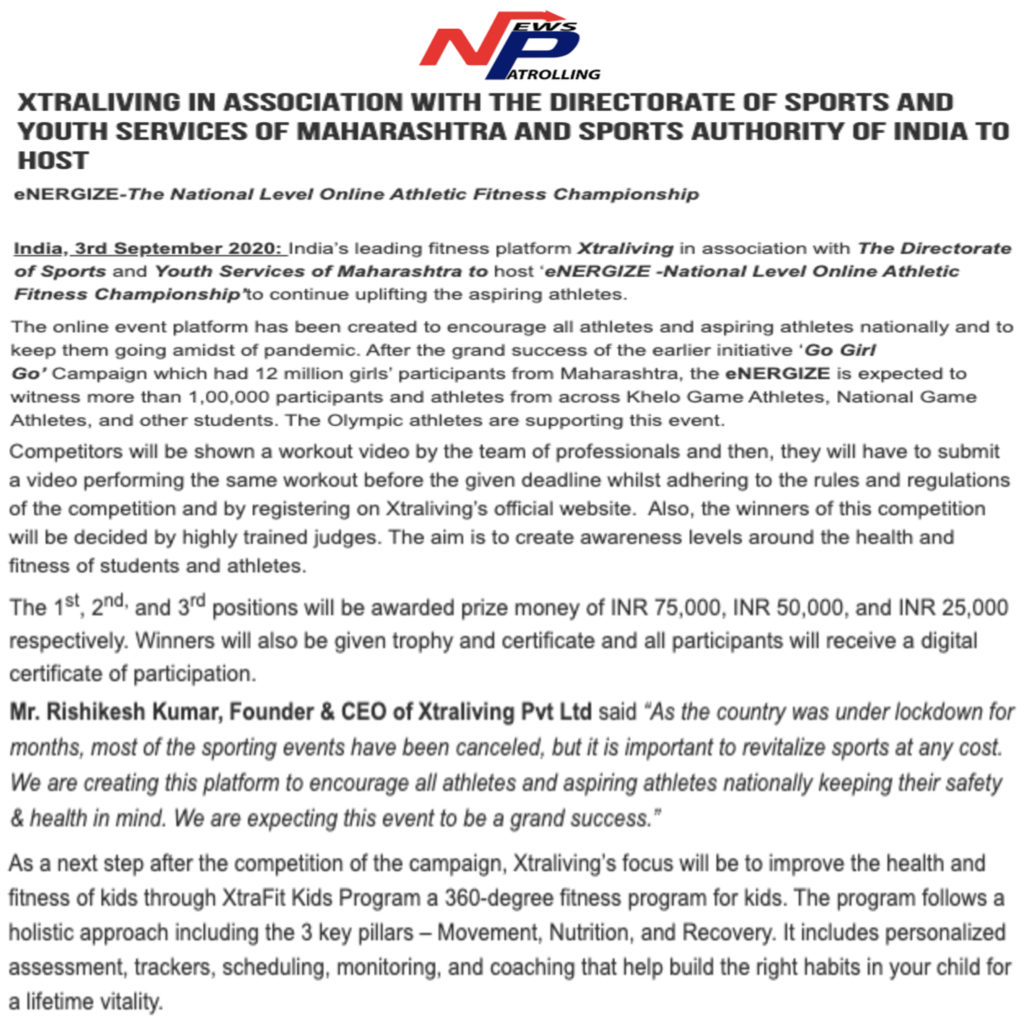 NEWS
PATROLLING
XTRALIVING IN ASSOCIATION WITH THE DIRECTORATE OF SPORTS AND
YOUTH SERVICES OF MAHARASHTRA AND SPORTS AUTHORITY OF INDIA TO
HOST
eNERGIZE-The National Level Online Athletic Fitness Championship
India, 3rd September 2020: India's leading fitness platform Xtraliving in association with The Directorate
of Sports and Youth Services of Maharashtra to host 'eNERGIZE -National Level Online Athletic
Fitness Championship'to continue uplifting the aspiring athletes.
The online event platform has been created to encourage all athletes and aspiring athletes nationally and to
keep them going amidst of pandemic. After the grand success of the earlier initiative 'Go Girl
Go' Campaign which had 12 million girls' participants from Maharashtra, the eNERGIZE is expected to
witness more than 1,00,000 participants and athletes from across Khelo Game Athletes, National Game
Athletes, and other students. The Olympic athletes are supporting this event.
Competitors will be shown a workout video by the team of professionals and then, they will have to submit
a video performing the same workout before the given deadline whilst adhering to the rules and regulations
of the competition and by registering on Xtraliving's official website.  Also, the winners of this competition
will be decided by highly trained judges. The aim is to create awareness levels around the health and
fitness of students and athletes.
The 1st, 2nd, and 3rd positions will be awarded prize money of INR 75,000, INR 50,000, and INR 25,000
respectively. Winners will also be given trophy and certificate and all participants will receive a digital
certificate of participation.
Mr. Rishikesh Kumar, Founder & CEO of Xtraliving Pvt Ltd said "As the country was under lockdown for
months, most of the sporting events have been canceled, but it is important to revitalize sports at any cost.
We are creating this platform to encourage all athletes and aspiring athletes nationally keeping their safety
& health in mind. We are expecting this event to be a grand success."
As a next step after the competition of the campaign, Xtraliving's focus will be to improve the health and
fitness of kids through XtraFit Kids Program a 360-degree fitness program for kids. The program follows a
holistic approach including the 3 key pillars – Movement, Nutrition, and Recovery. It includes personalized
assessment, trackers, scheduling, monitoring, and coaching that help build the right habits in your child for
a lifetime vitality.